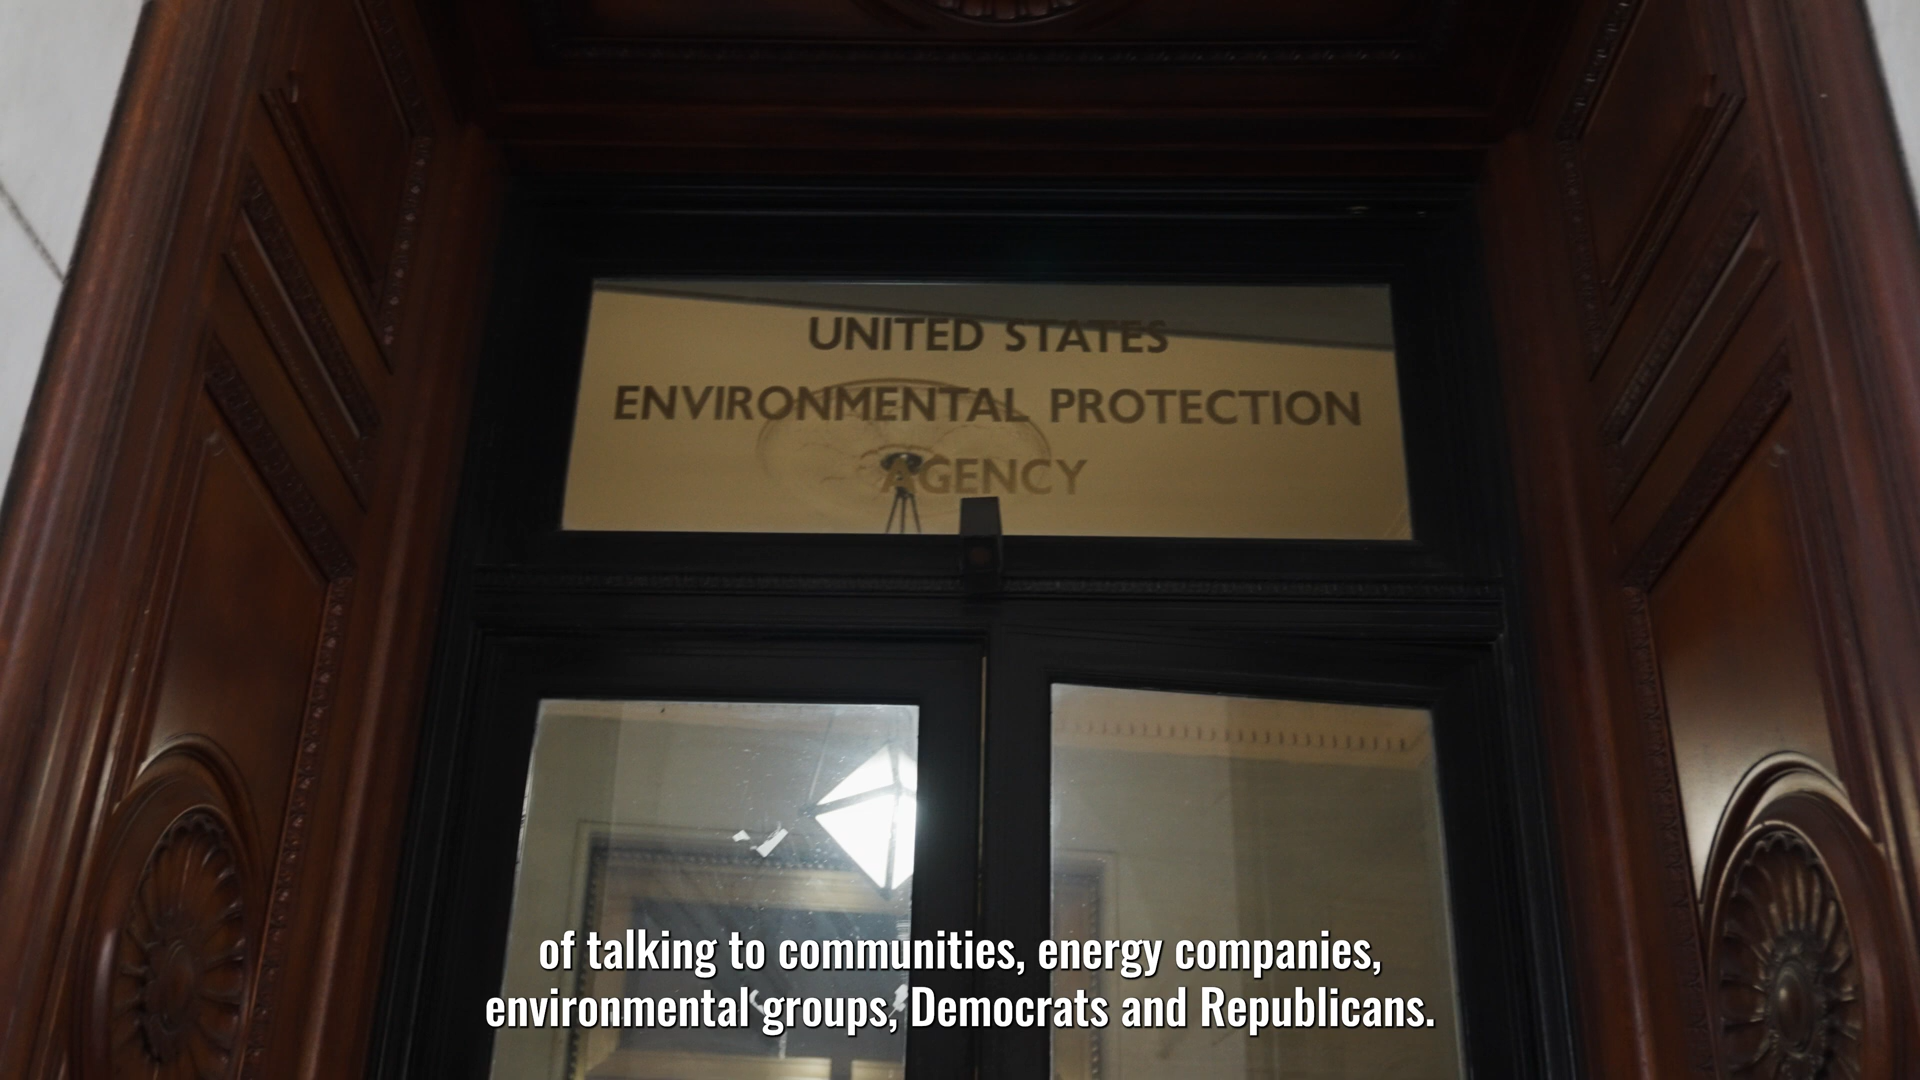 UNITED STATES
ENVIRONMENTAL PROTECTION
AGENCY
of talking to communities, energy companies,
environmental groups, Democrats and Republicans.